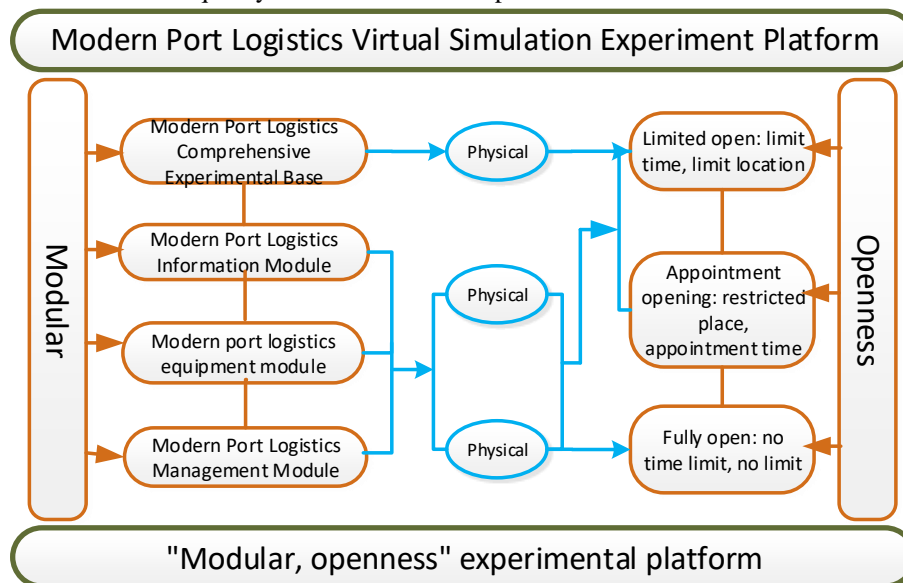 Modern Port Logistics Virtual Simulation Experiment Platform
Modular
Modern Port Logistics
Comprehensive
Experimental Base
Modern Port Logistics
Information Module
Modern port logistics
equipment module
Modern Port Logistics
Management Module
Physical
Physical
Physical
Limited open: limit
time, limit location
Appointment
opening: restricted
place,
appointment time
Fully open: no
time limit, no limit
Openness
"Modular, openness" experimental platform